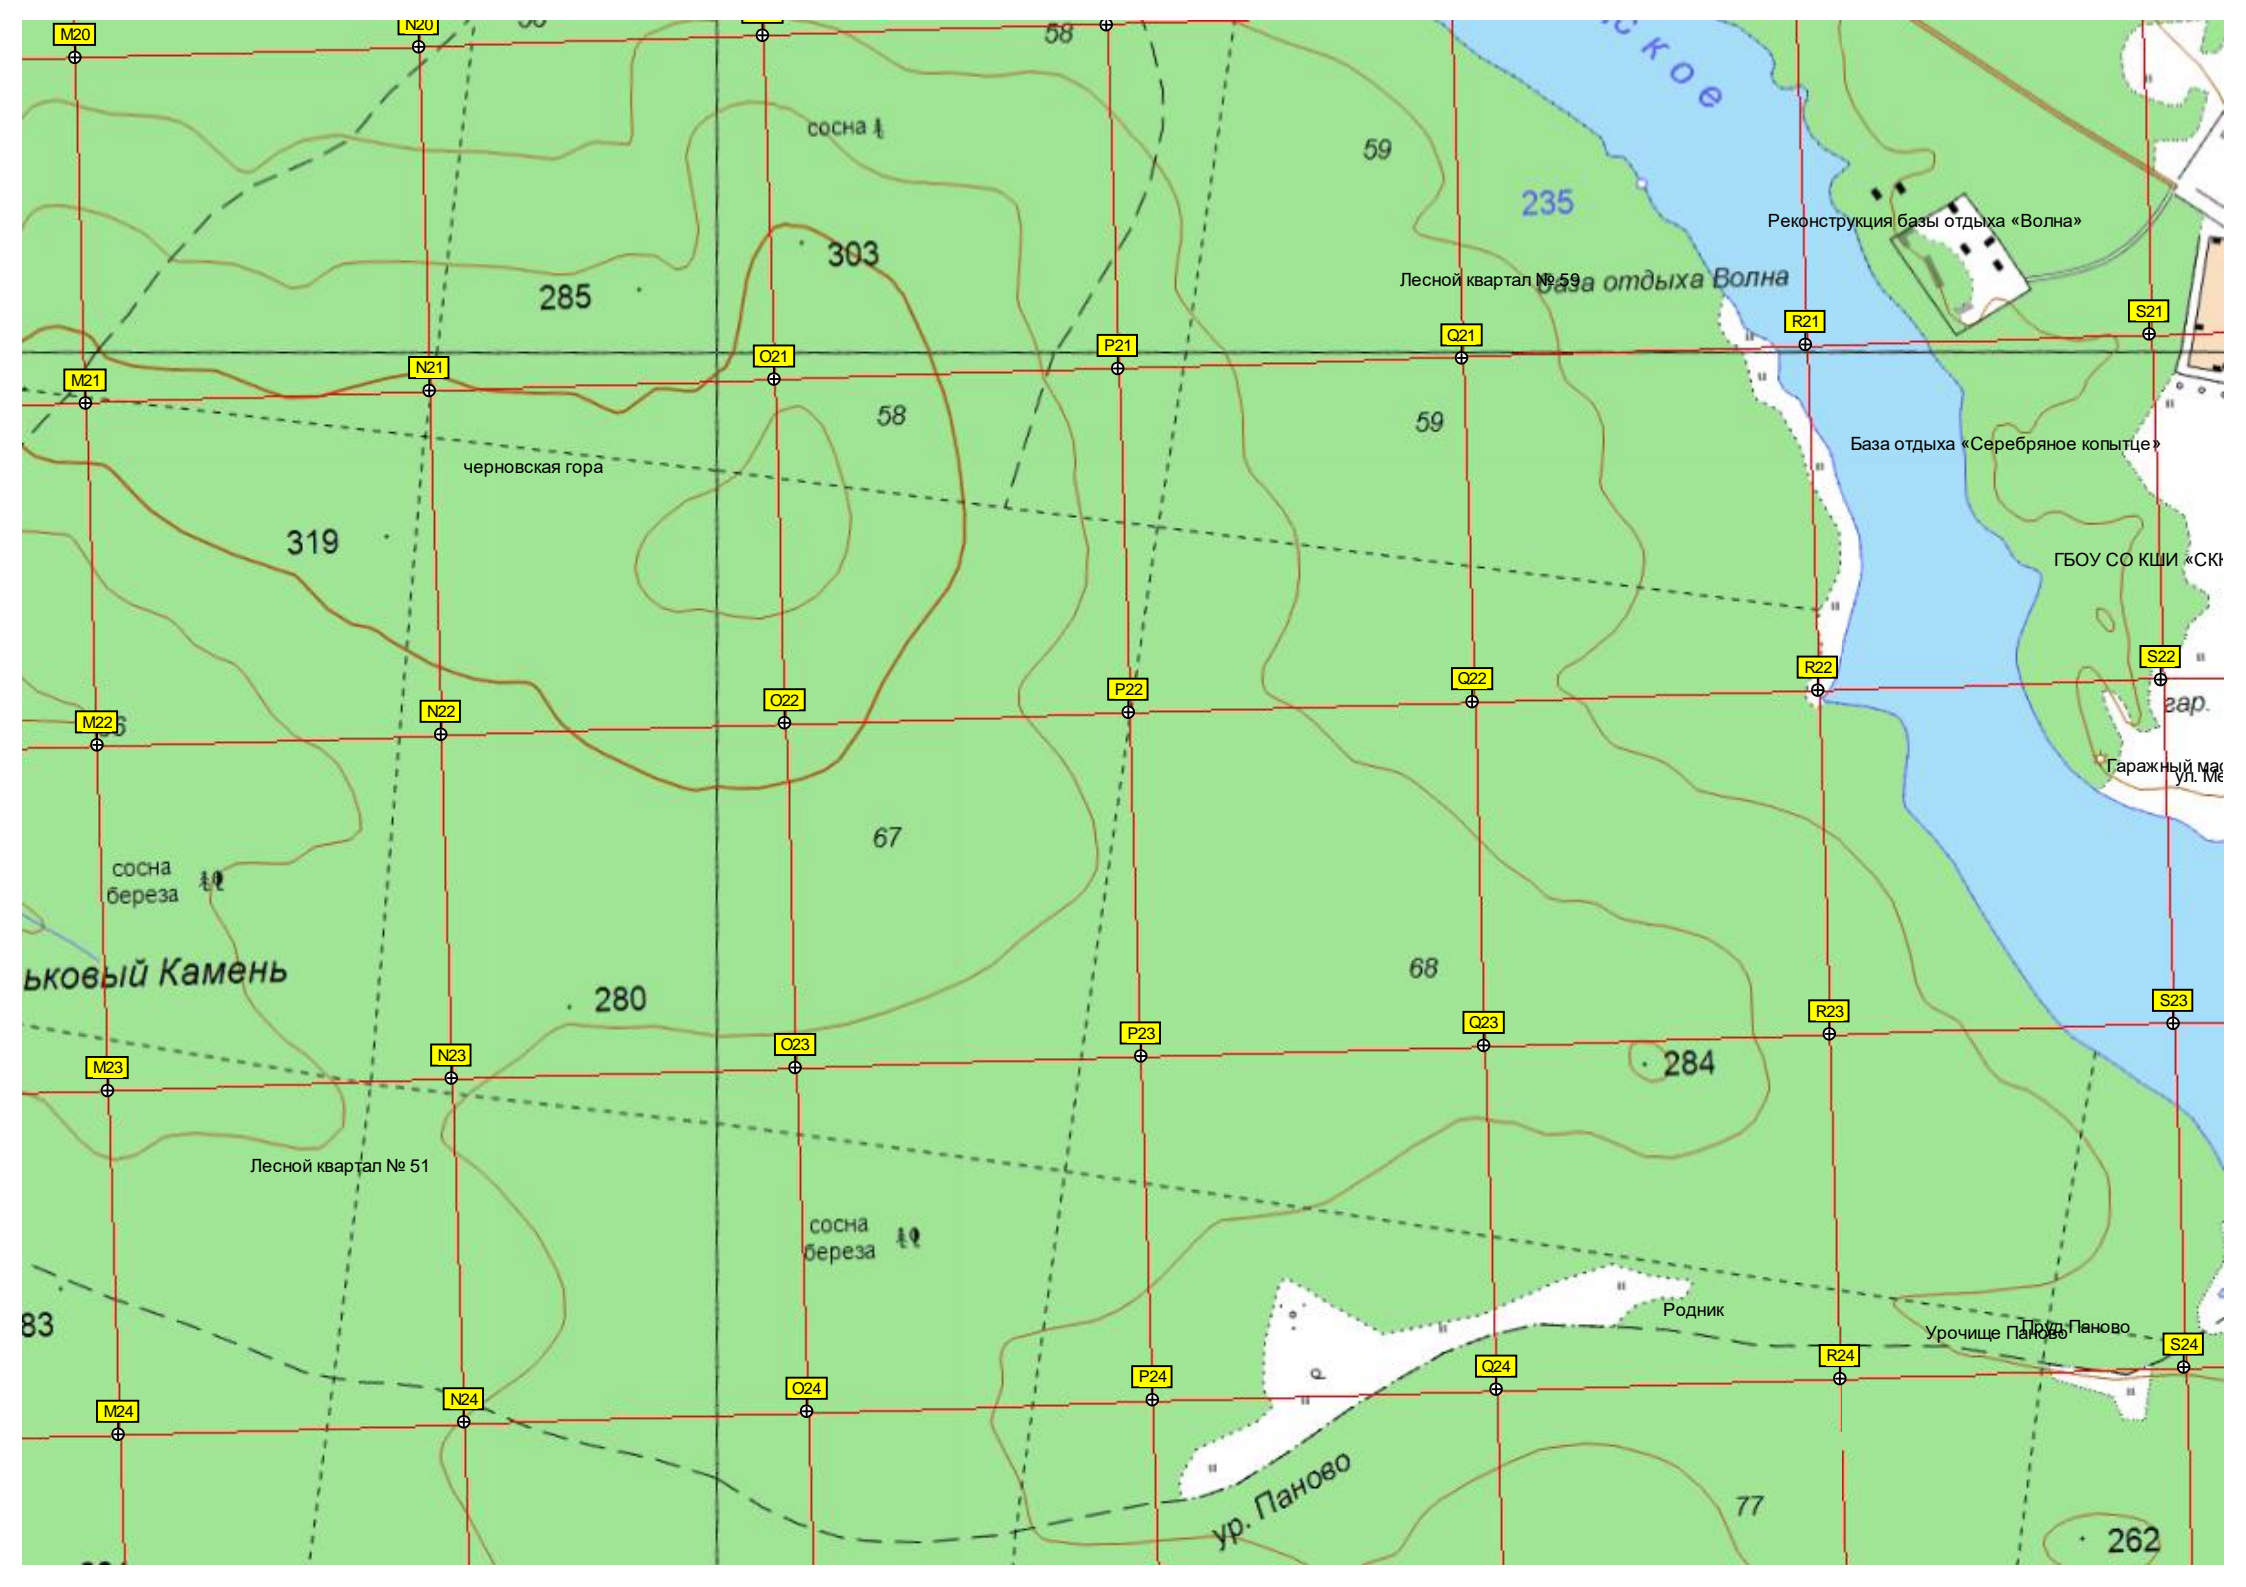 M20
N20
58
ское
сосна
59
235
Реконструкция базы отдыха «Волна»
303
Лесной квартал № 59
База отдыха Волна
285
S21
R21
Q21
P21
O21
N21
M21
58
59
База отдыха «Серебряное копытце»
черновская гора
319
ГБОУ СО КШИ «СКК
S22
R22
Q22
P22
O22
N22
M22
гар.
Гаражный мас
ул. Ме
67
сосна
береза
68
ьковый Камень
280
S23
R23
Q23
P23
O23
N23
M23
284
Лесной квартал № 51
сосна
береза
Родник
83
Урочище Паново
Пруд Паново
S24
R24
Q24
P24
O24
N24
M24
ур. Паново
77
262